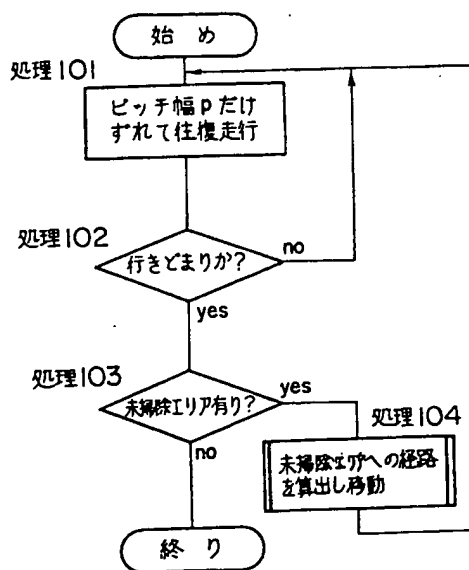 始め
処理101
ピッチ幅Pだけ
ずれて往復走行
処理102
行きどまりか?
no
yes
処理103
未掃除エリア有り?
yes
no
処理104
未掃除エリアへの経路
を算出し移動
終り